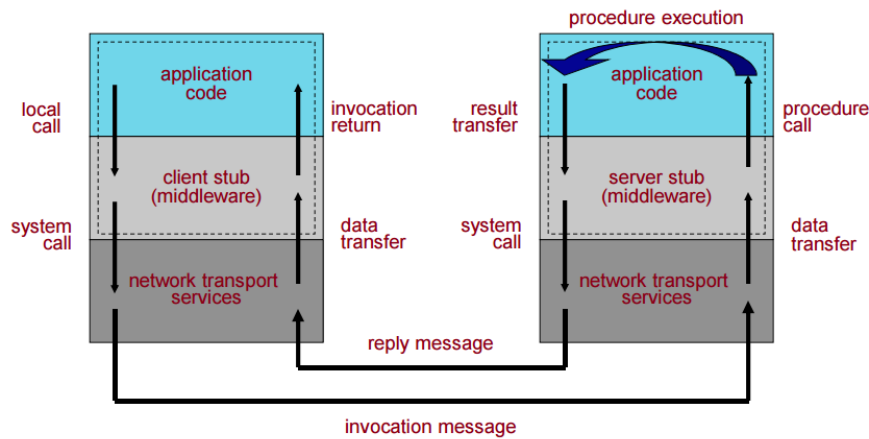 procedure execution
application
code
local
call
invocation
return
client stub
(middleware)
system
call
data
transfer
network transport
services
application
code
result
transfer
procedure
call
server stub
(middleware)
system
call
data
transfer
network transport
services
reply message
invocation message